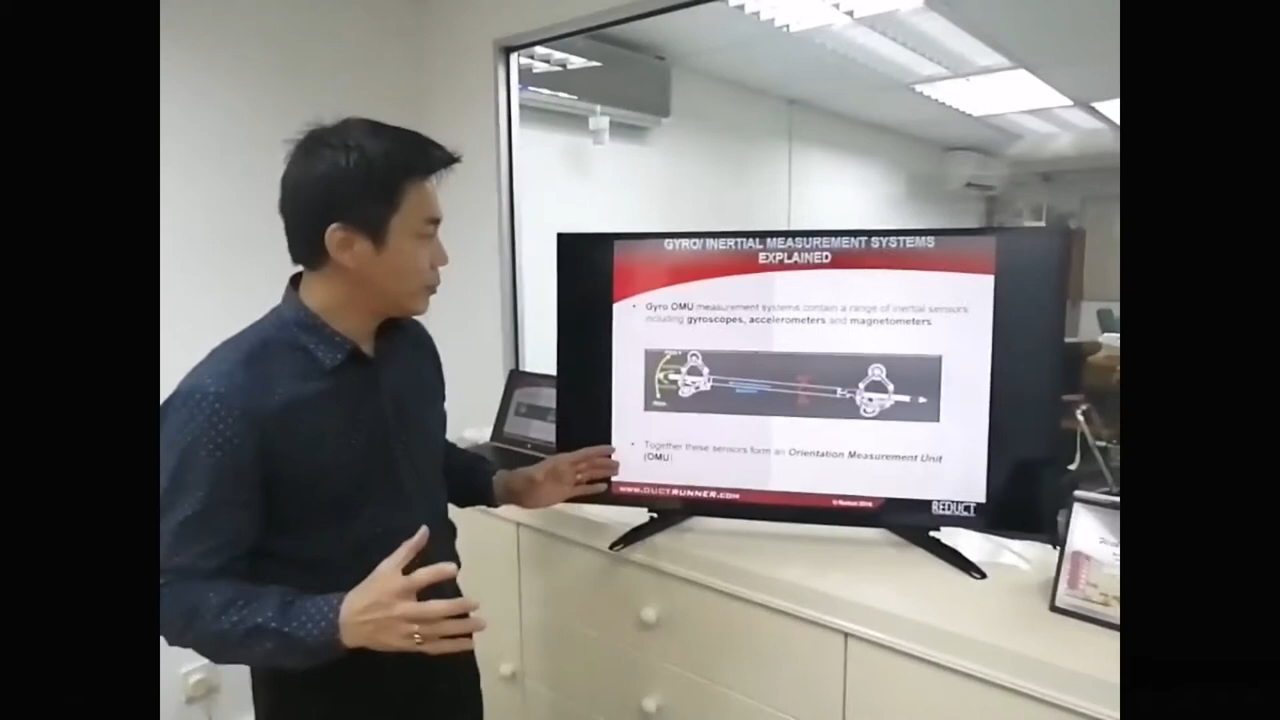 GYRO/ INERTIAL MEASUREMENT SYSTEMS
EXPLAINED
• Gyro OMU measurement systems contain a range of inertial sensors
including gyroscopes, accelerometers and magnetometers
• Together these sensors form an Orientation Measurement Unit
(OMU)
www.DUCTRUNNER.COM
REDUCT